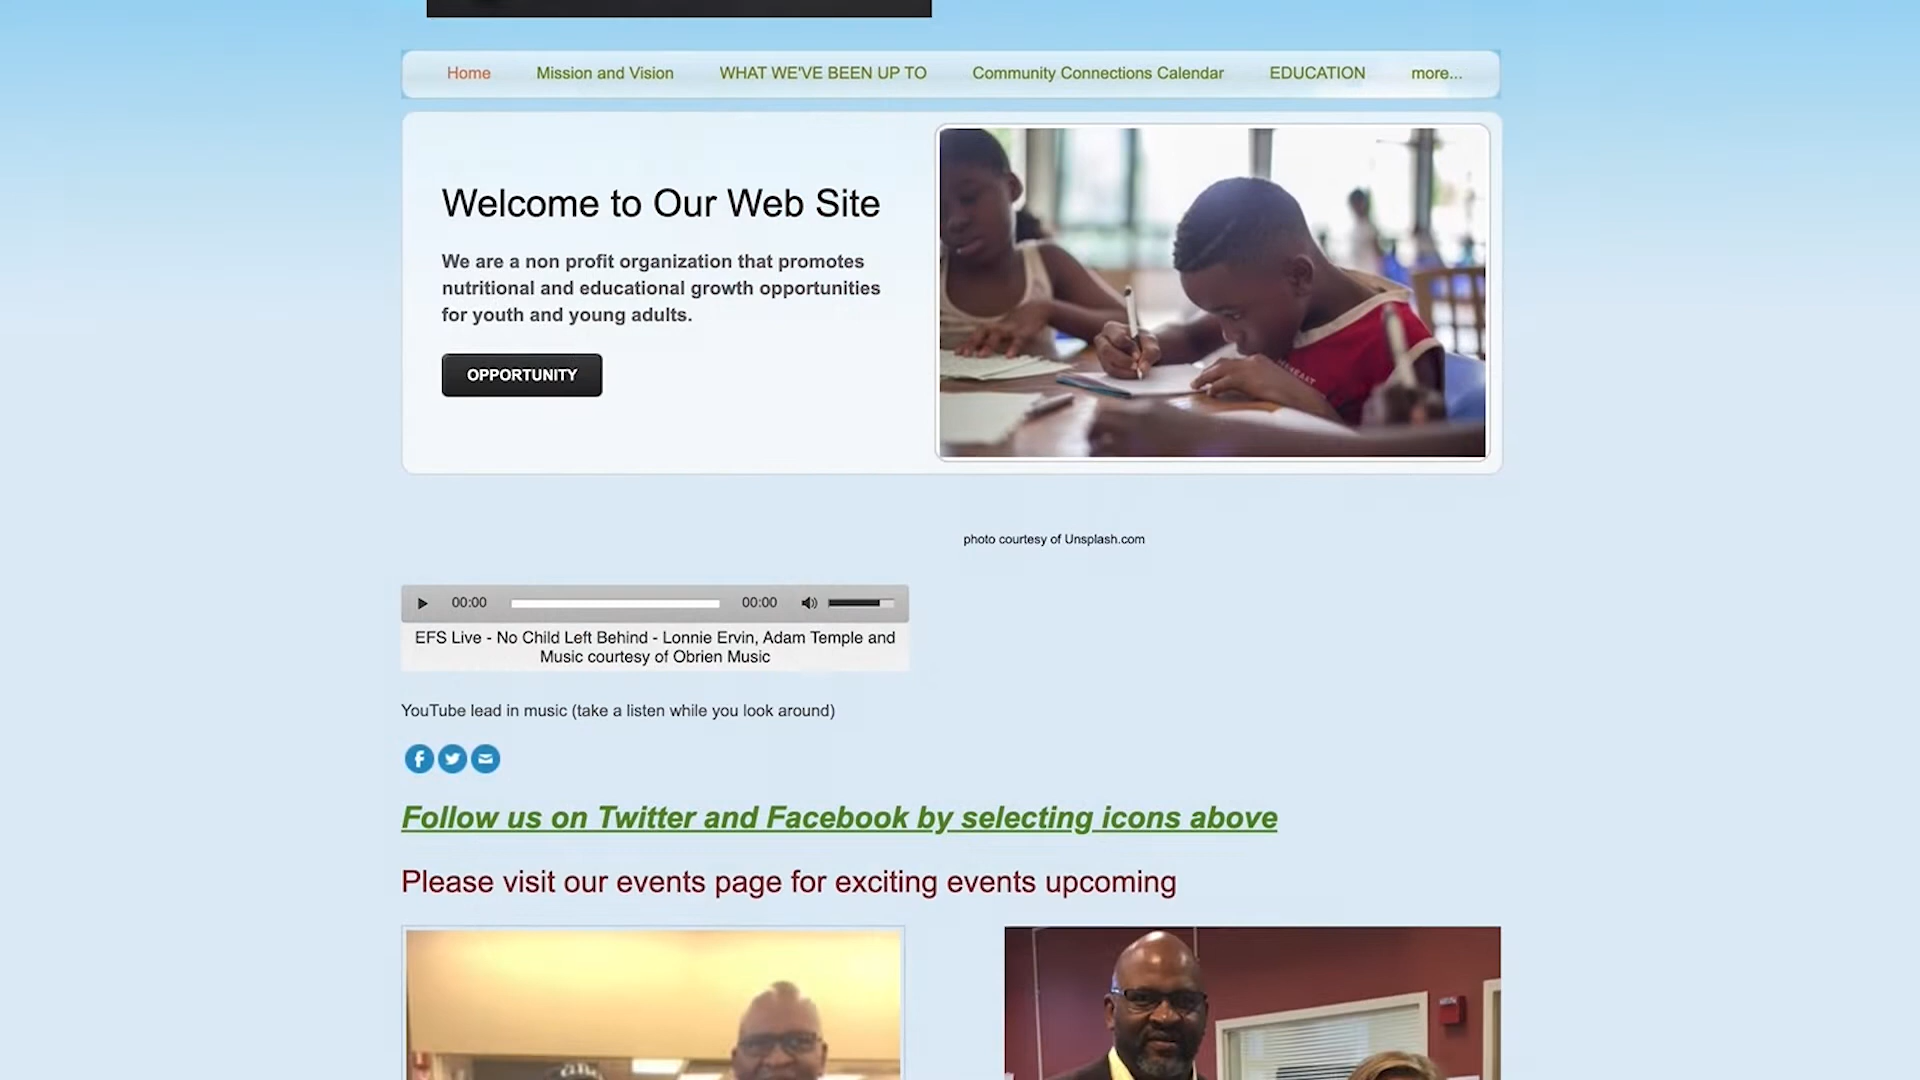 Home
Mission and Vision
WHAT WE'VE BEEN UP TO
Community Connections Calendar
EDUCATION
more...
Welcome to Our Web Site
We are a non profit organization that promotes
nutritional and educational growth opportunities
for youth and young adults.
OPPORTUNITY
photo courtesy of Unsplash.com
00:00
00:00
EFS Live - No Child Left Behind - Lonnie Ervin, Adam Temple and
Music courtesy of Obrien Music
YouTube lead in music (take a listen while you look around)
Follow us on Twitter and Facebook by selecting icons above
Please visit our events page for exciting events upcoming